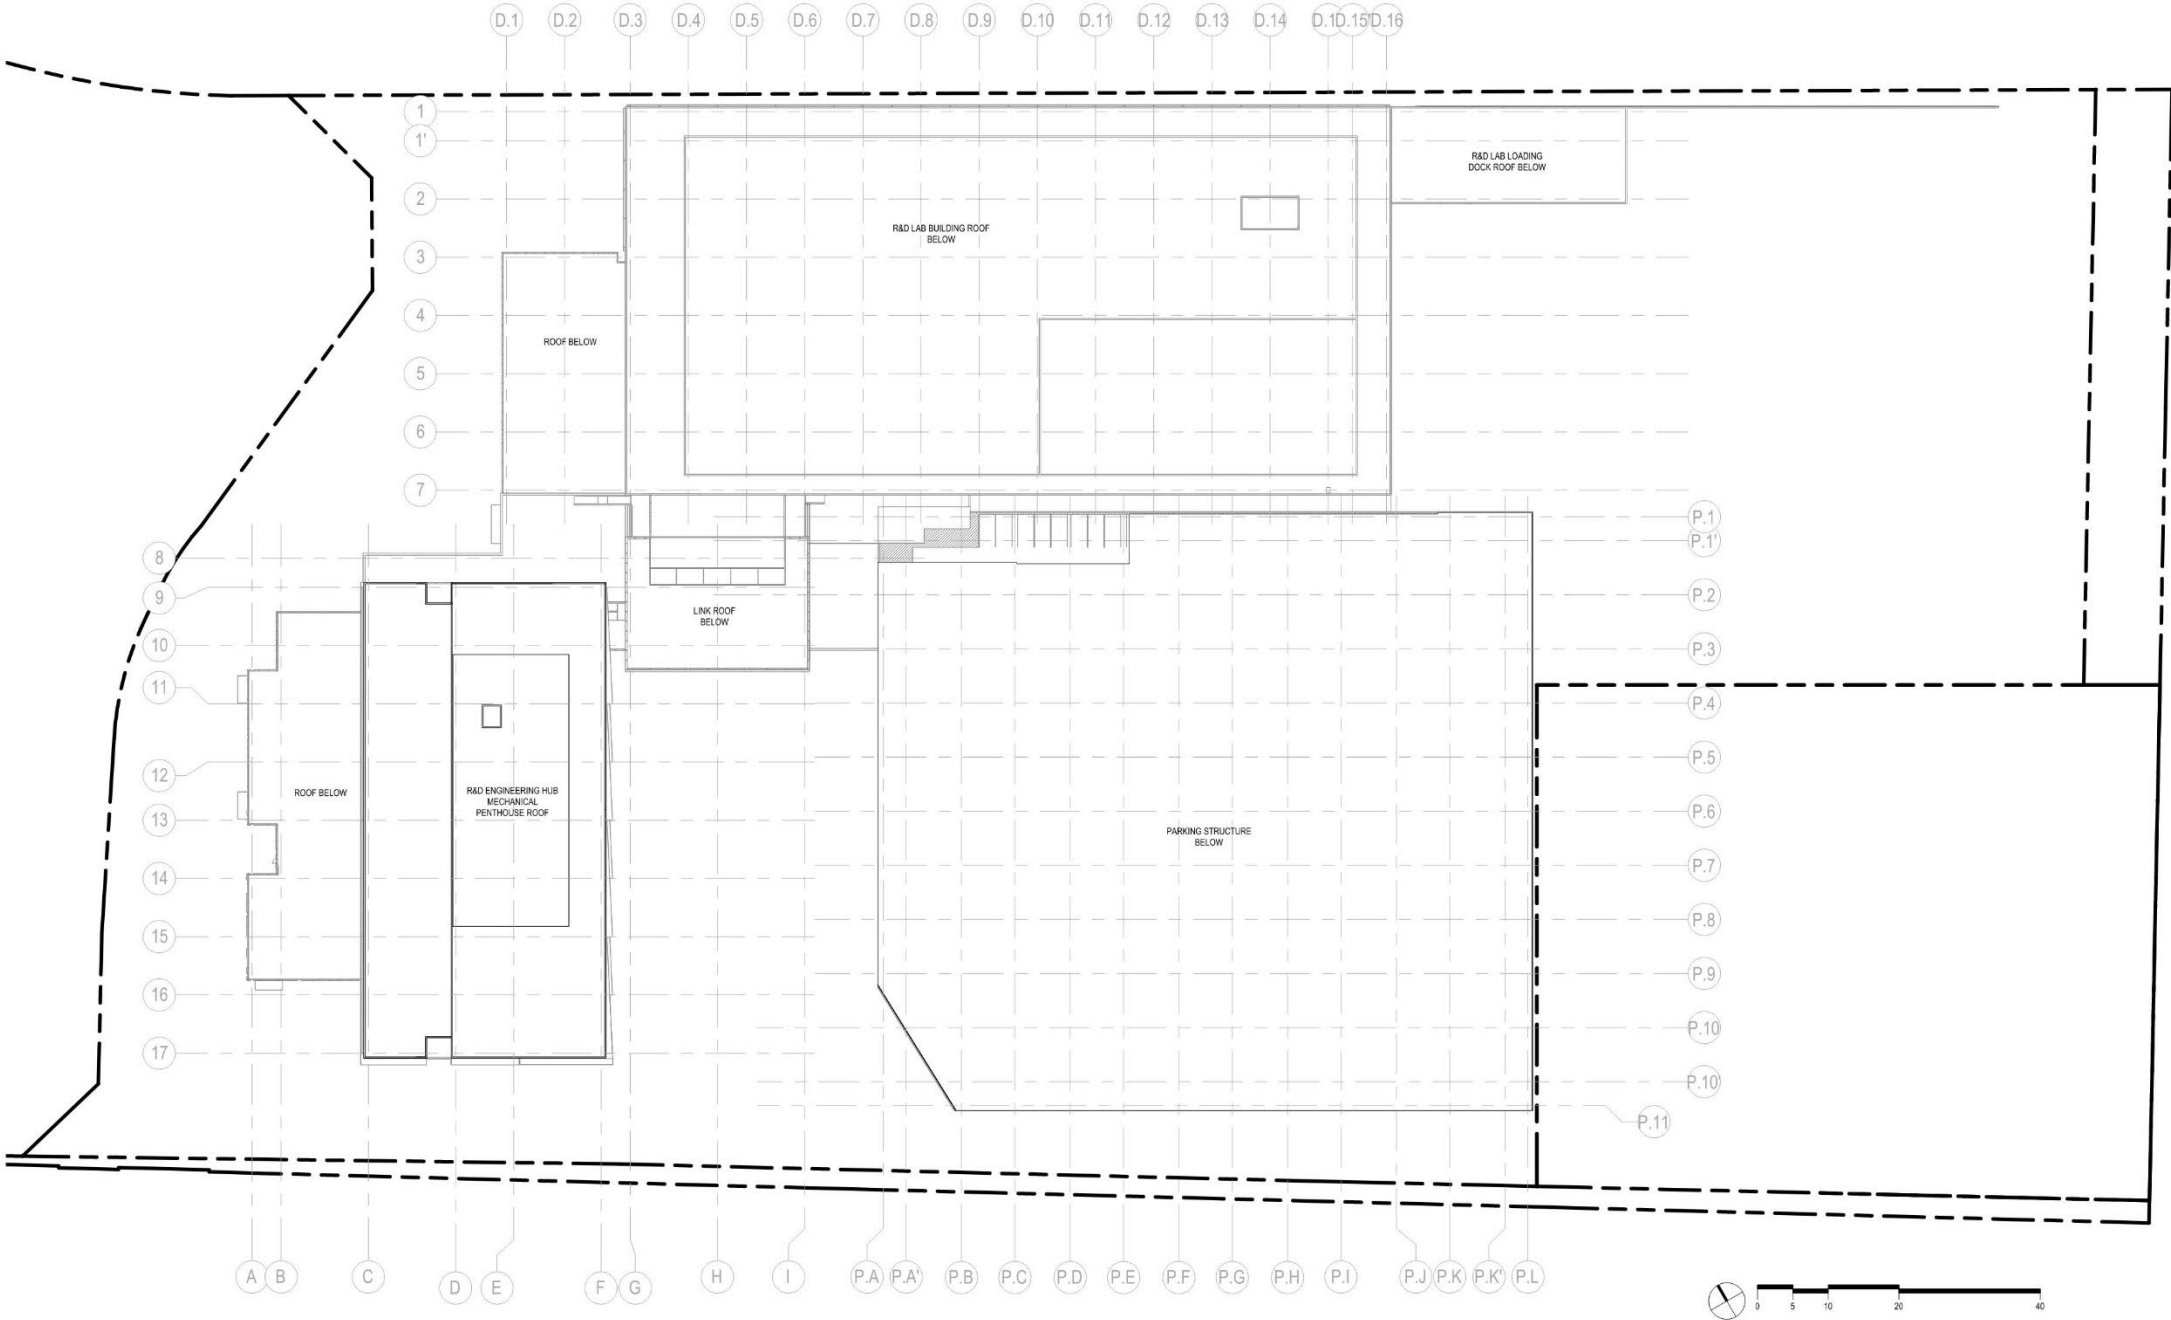 D.1 D.2 D.3 D.4 D.5 D.6 D.7 D.8 D.9 D.10 D.11 D.12 D.13 D.14 D.1 D.15' D.16
1
1'
2
3
4
5
6
7
R&D LAB LOADING
DOCK ROOF BELOW
R&D LAB BUILDING ROOF
BELOW
ROOF BELOW
8
9
10
11
12
13
14
15
16
17
LINK ROOF
BELOW
ROOF BELOW
R&D ENGINEERING HUB
MECHANICAL
PENTHOUSE ROOF
PARKING STRUCTURE
BELOW
P.1
P.1'
P.2
P.3
P.4
P.5
P.6
P.7
P.8
P.9
P.10
P.10'
P.11
A B C D E F G H I P.A P.A' P.B P.C P.D P.E P.F P.G P.H P.I P.J P.K P.K' P.L
0 5 10 20 40